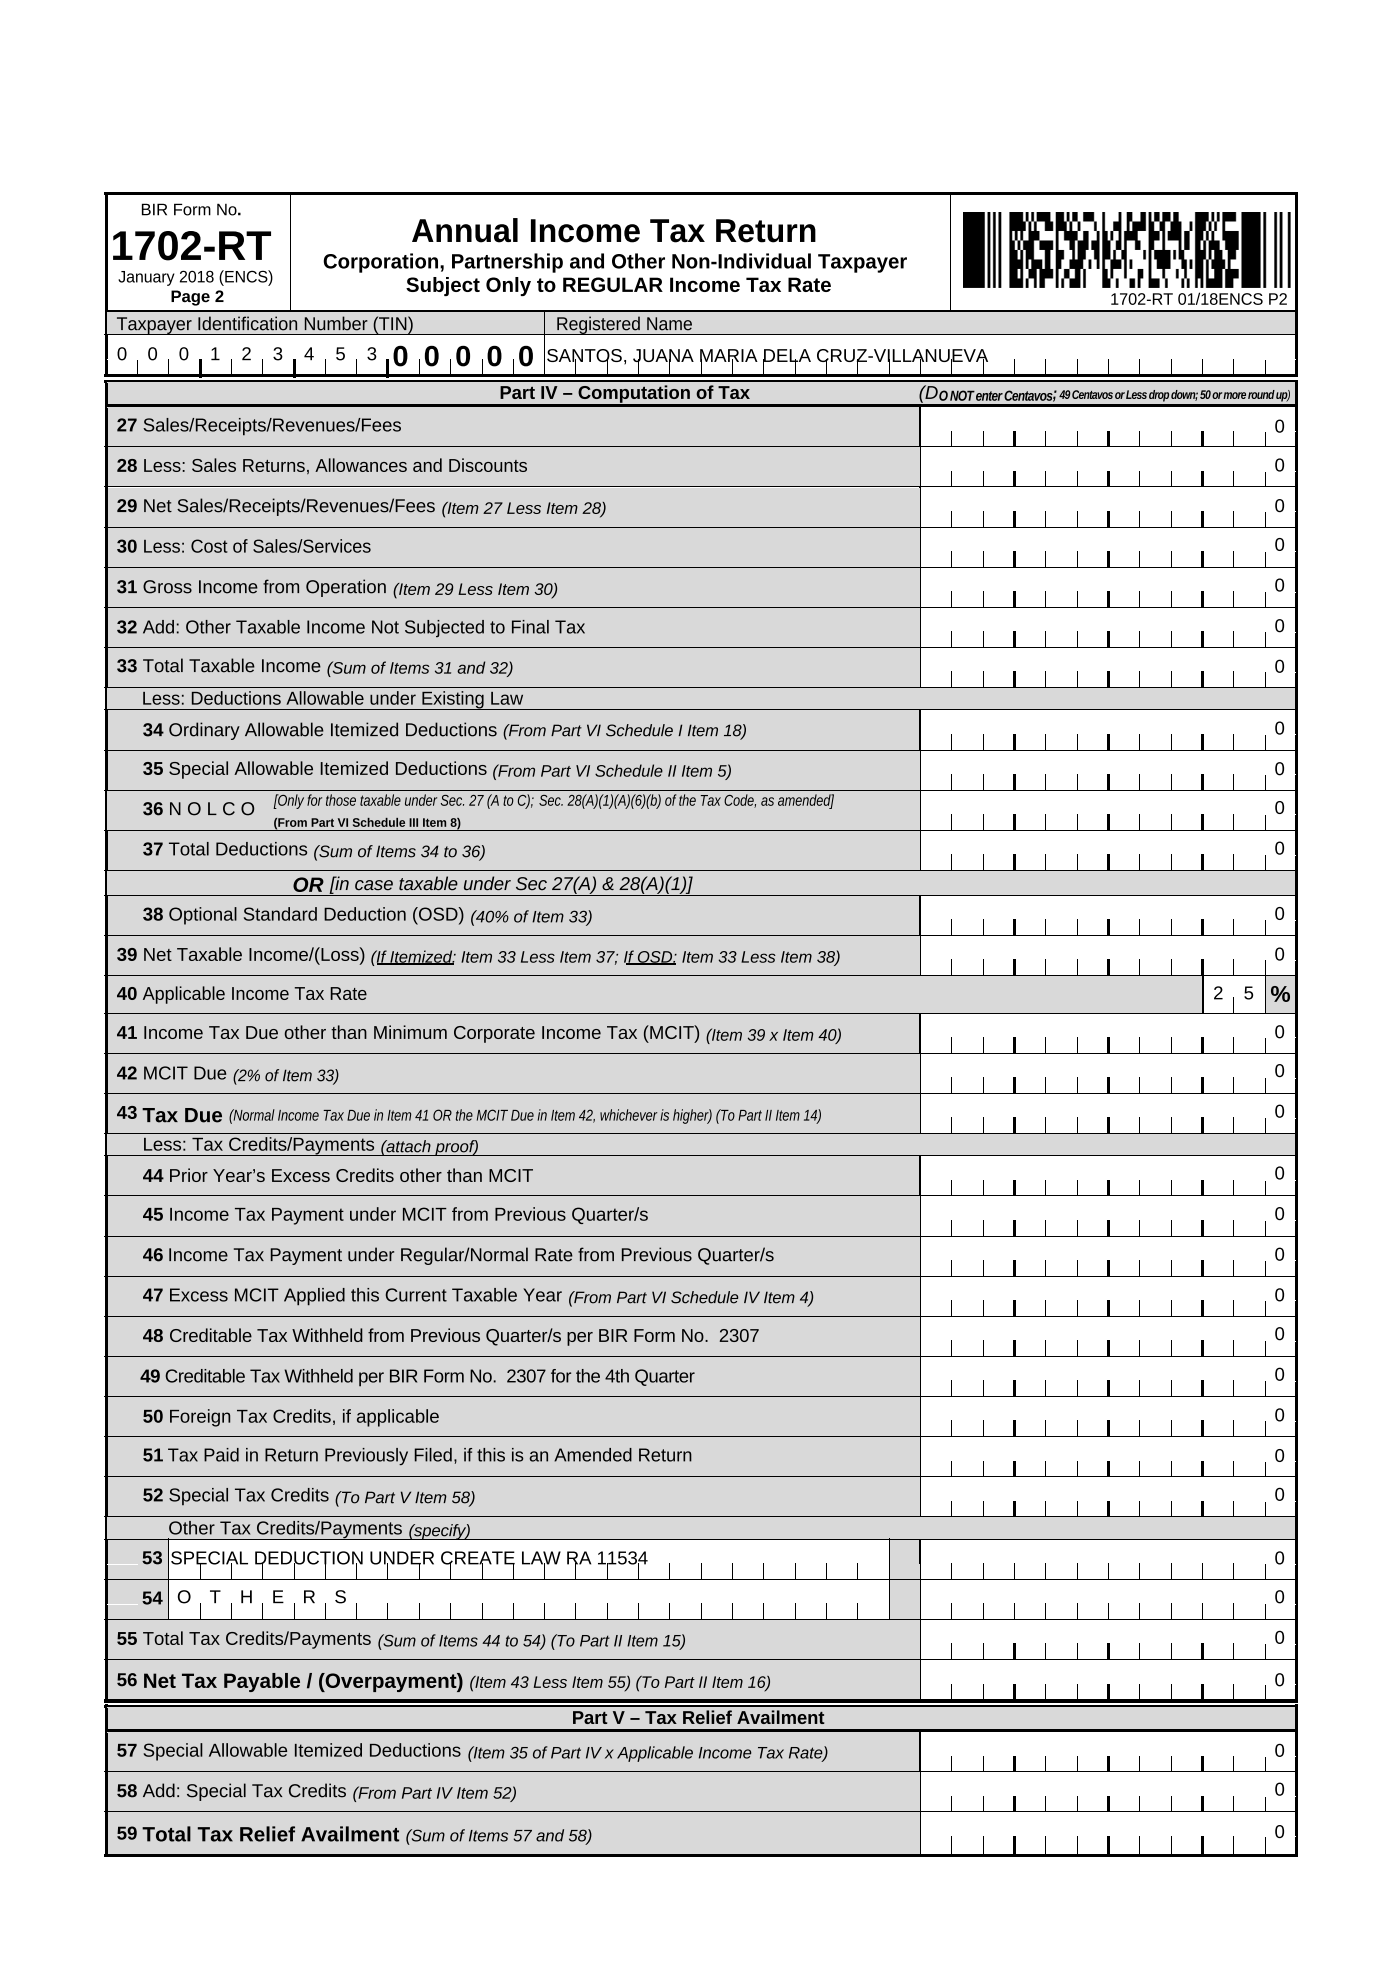 BIR Form No.
1702-RT
January 2018 (ENCS)
Page 2
Annual Income Tax Return
Corporation, Partnership and Other Non-Individual Taxpayer
Subject Only to REGULAR Income Tax Rate
1702-RT 01/18ENCS P2
Taxpayer Identification Number (TIN) Registered Name
0 0 0 1 2 3 4 5 3 0 0 0 0 0 SANTOS, JUANA MARIA DELA CRUZ-VILLANUEVA
Part IV – Computation of Tax (DO NOT enter Centavos; 49 Centavos or Less drop down; 50 or more round up)
27 Sales/Receipts/Revenues/Fees 0
28 Less: Sales Returns, Allowances and Discounts 0
29 Net Sales/Receipts/Revenues/Fees (Item 27 Less Item 28) 0
30 Less: Cost of Sales/Services 0
31 Gross Income from Operation (Item 29 Less Item 30) 0
32 Add: Other Taxable Income Not Subjected to Final Tax 0
33 Total Taxable Income (Sum of Items 31 and 32) 0
Less: Deductions Allowable under Existing Law
34 Ordinary Allowable Itemized Deductions (From Part VI Schedule I Item 18) 0
35 Special Allowable Itemized Deductions (From Part VI Schedule II Item 5) 0
36 N O L C O [Only for those taxable under Sec. 27 (A to C); Sec. 28(A)(1)(A)(6)(b) of the Tax Code, as amended] 0
(From Part VI Schedule III Item 8)
37 Total Deductions (Sum of Items 34 to 36) 0
OR [in case taxable under Sec 27(A) & 28(A)(1)]
38 Optional Standard Deduction (OSD) (40% of Item 33) 0
39 Net Taxable Income/(Loss) (If Itemized: Item 33 Less Item 37; If OSD: Item 33 Less Item 38) 0
40 Applicable Income Tax Rate 2 5 %
41 Income Tax Due other than Minimum Corporate Income Tax (MCIT) (Item 39 x Item 40) 0
42 MCIT Due (2% of Item 33) 0
43 Tax Due (Normal Income Tax Due in Item 41 OR the MCIT Due in Item 42, whichever is higher) (To Part II Item 14) 0
Less: Tax Credits/Payments (attach proof)
44 Prior Year’s Excess Credits other than MCIT 0
45 Income Tax Payment under MCIT from Previous Quarter/s 0
46 Income Tax Payment under Regular/Normal Rate from Previous Quarter/s 0
47 Excess MCIT Applied this Current Taxable Year (From Part VI Schedule IV Item 4) 0
48 Creditable Tax Withheld from Previous Quarter/s per BIR Form No. 2307 0
49 Creditable Tax Withheld per BIR Form No. 2307 for the 4th Quarter 0
50 Foreign Tax Credits, if applicable 0
51 Tax Paid in Return Previously Filed, if this is an Amended Return 0
52 Special Tax Credits (To Part V Item 58) 0
Other Tax Credits/Payments (specify)
53 SPECIAL DEDUCTION UNDER CREATE LAW RA 11534 0
54 O T H E R S 0
55 Total Tax Credits/Payments (Sum of Items 44 to 54) (To Part II Item 15) 0
56 Net Tax Payable / (Overpayment) (Item 43 Less Item 55) (To Part II Item 16) 0
Part V – Tax Relief Availment
57 Special Allowable Itemized Deductions (Item 35 of Part IV x Applicable Income Tax Rate) 0
58 Add: Special Tax Credits (From Part IV Item 52) 0
59 Total Tax Relief Availment (Sum of Items 57 and 58) 0